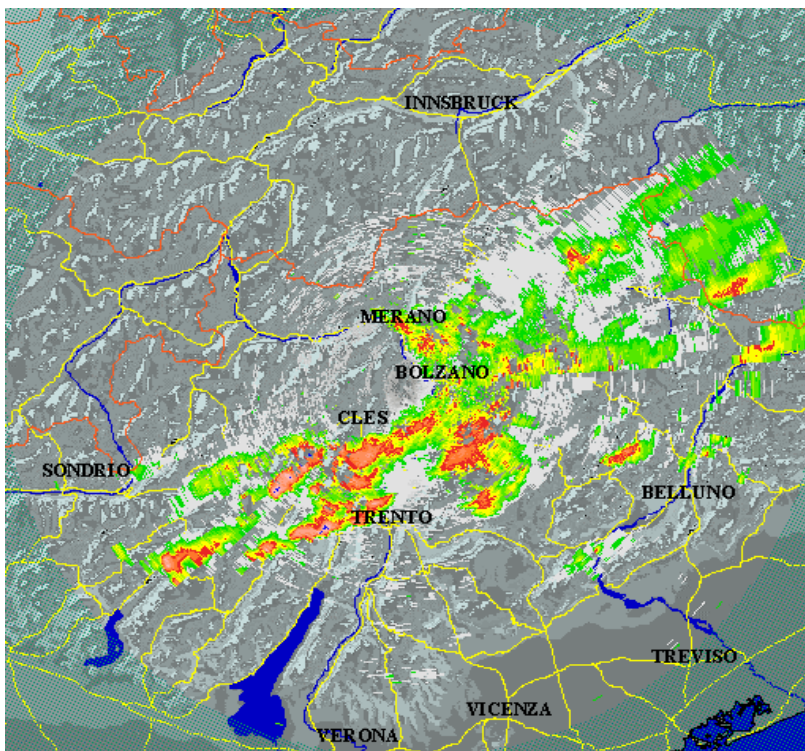 INNSBRUCK
MERANO
BOLZANO
CLES
SONDRIO
BELLUNO
TRENTO
TREVISO
VICENZA
VERONA